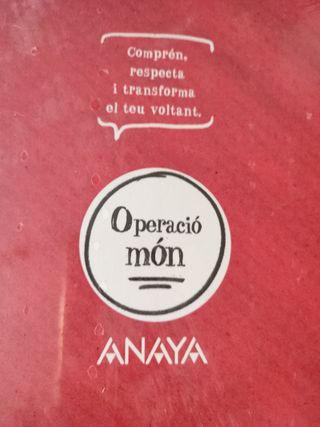 Comprén,
respecta
i transforma
el teu voltant.
Operació
món
ANAYA